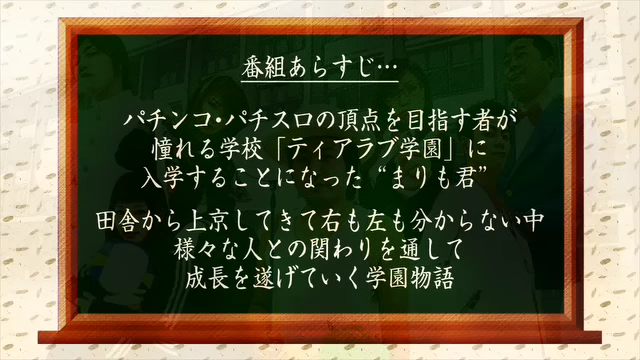 番組あらすじ…
パチンコ・パチスロの頂点を目指す者が
憧れる学校「ティアラブ学園」に
入学することになった“まりも君”
田舎から上京してきて右も左も分からない中
様々な人との関わりを通して
成長を遂げていく学園物語